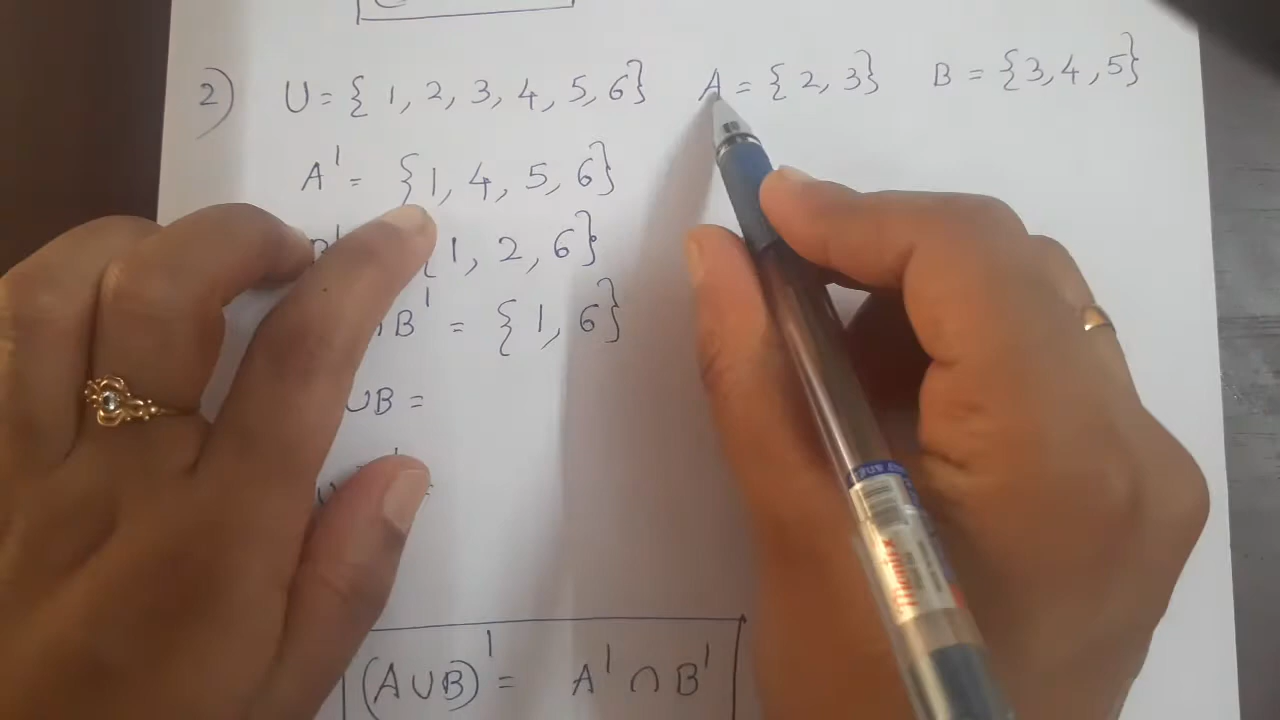 2) U = { 1, 2, 3, 4, 5, 6} A = { 2, 3} B = {3, 4, 5}
A' = {1, 4, 5, 6}
{1, 2, 6}
B' = { 1, 6}
∪B =
=
(A∪B)' = A' ∩ B'